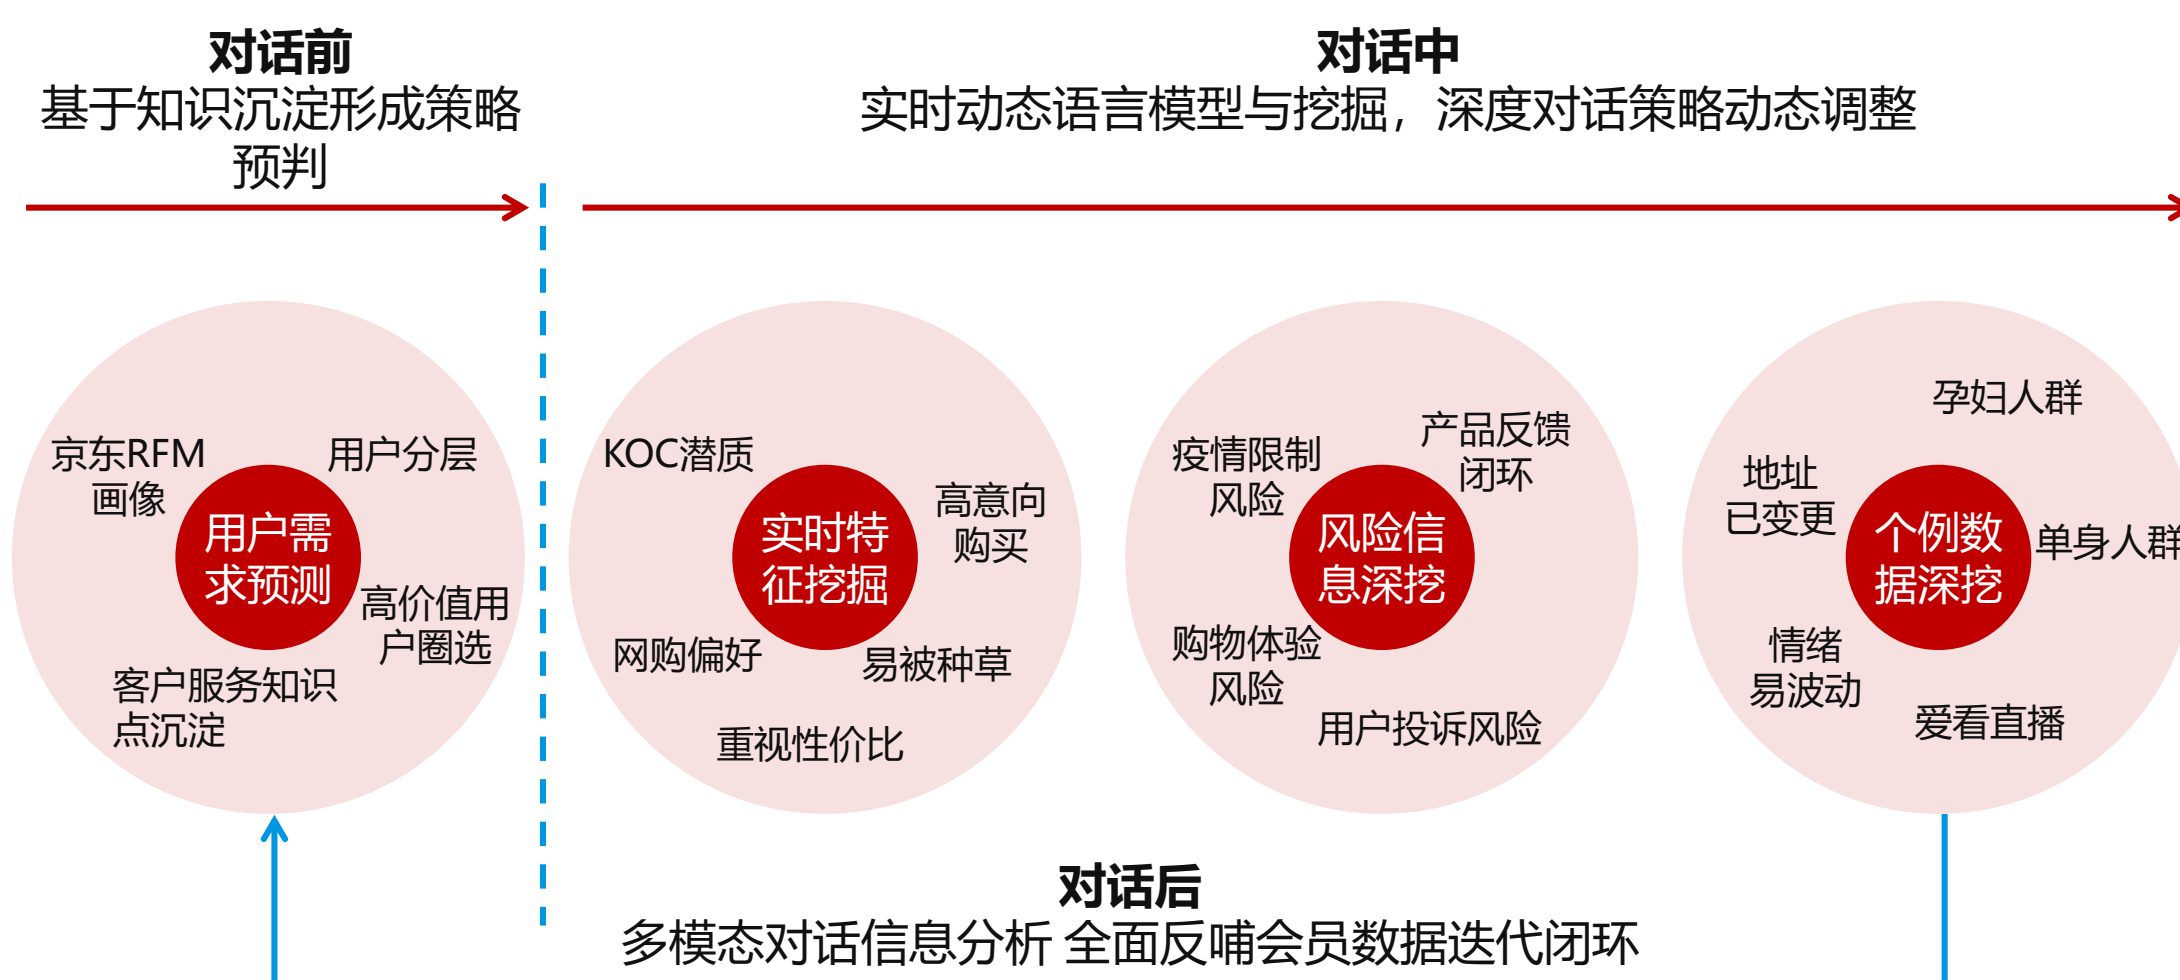 对话前
基于知识沉淀形成策略
预判
对话中
实时动态语言模型与挖掘，深度对话策略动态调整
京东RFM
画像
用户分层
用户需
求预测
高价值用
户圈选
客户服务知识
点沉淀
KOC潜质
高意向
购买
实时特
征挖掘
网购偏好
易被种草
重视性价比
疫情限制
风险
产品反馈
闭环
风险信
息深挖
购物体验
风险
用户投诉风险
孕妇人群
地址
已变更
个例数
据深挖
单身人群
情绪
易波动
爱看直播
对话后
多模态对话信息分析 全面反哺会员数据迭代闭环